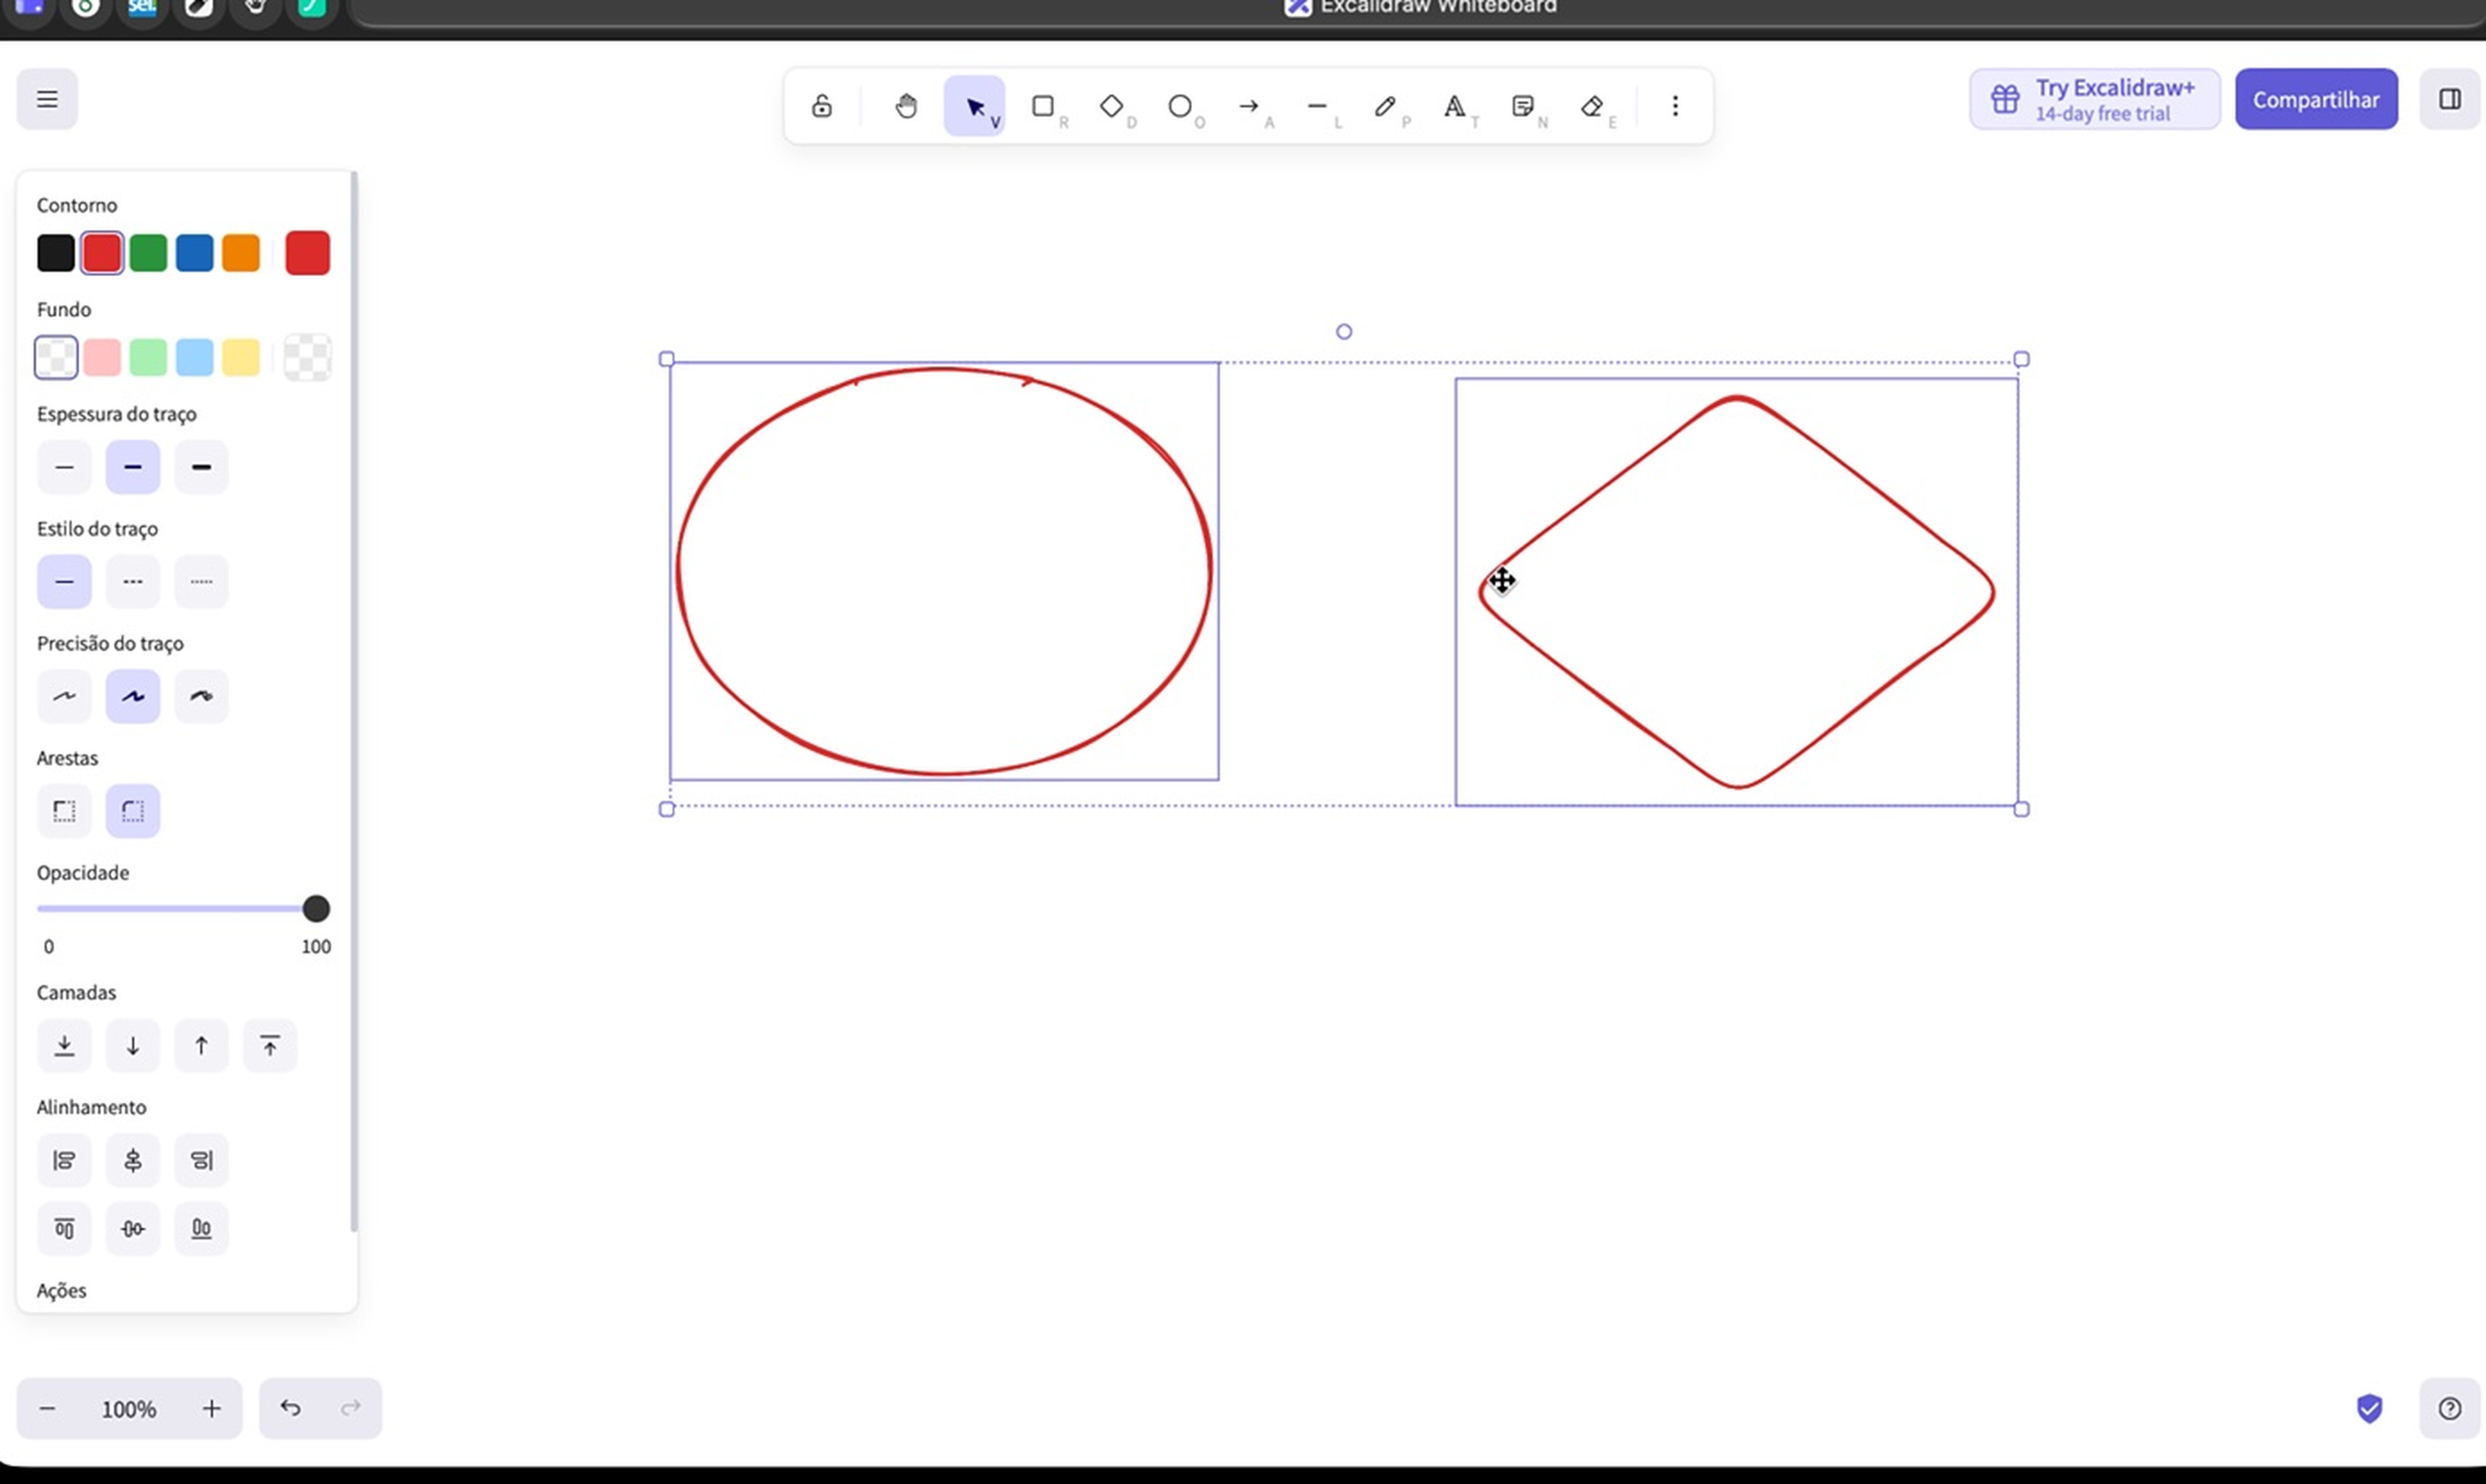 sel
Excalidraw Whiteboard
V
R
D
O
A
L
P
T
N
E
Try Excalidraw+
14-day free trial
Compartilhar
Contorno
Fundo
Espessura do traço
Estilo do traço
Precisão do traço
Arestas
Opacidade
0 100
Camadas
Alinhamento
Ações
100%